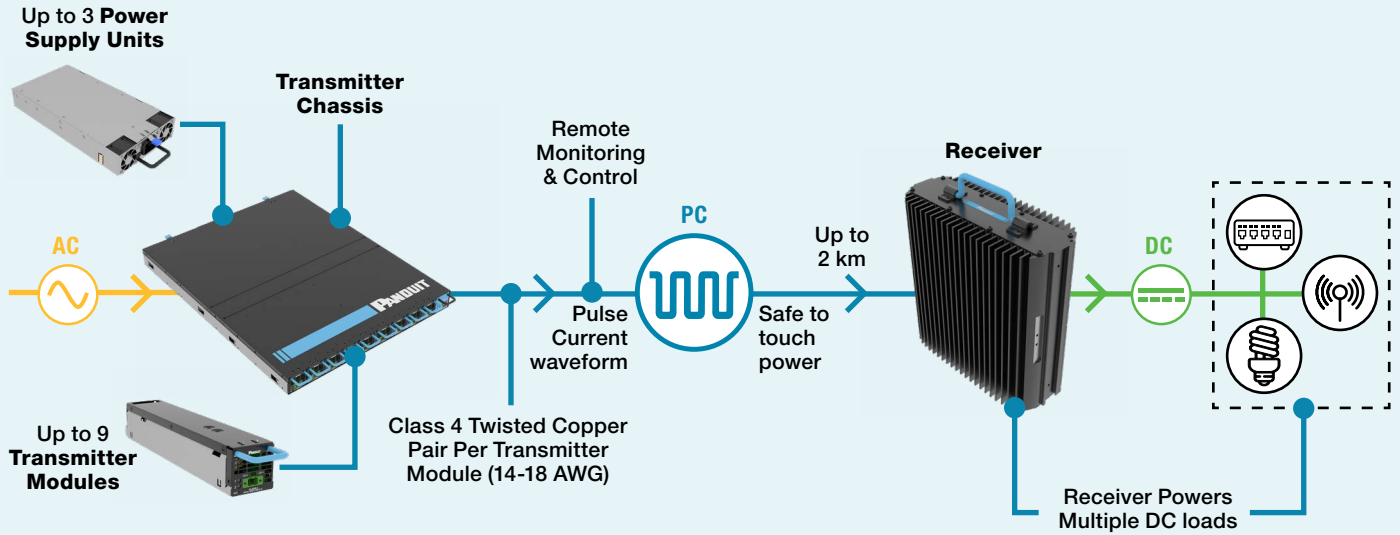 Up to 3 Power
Supply Units
Transmitter
Chassis
Remote
Monitoring
& Control
Receiver
AC
PC
Up to
2 km
DC
PANDUIT
Pulse
Current
waveform
Safe to
touch
power
Up to 9
Transmitter
Modules
Class 4 Twisted Copper
Pair Per Transmitter
Module (14-18 AWG)
Receiver Powers
Multiple DC loads